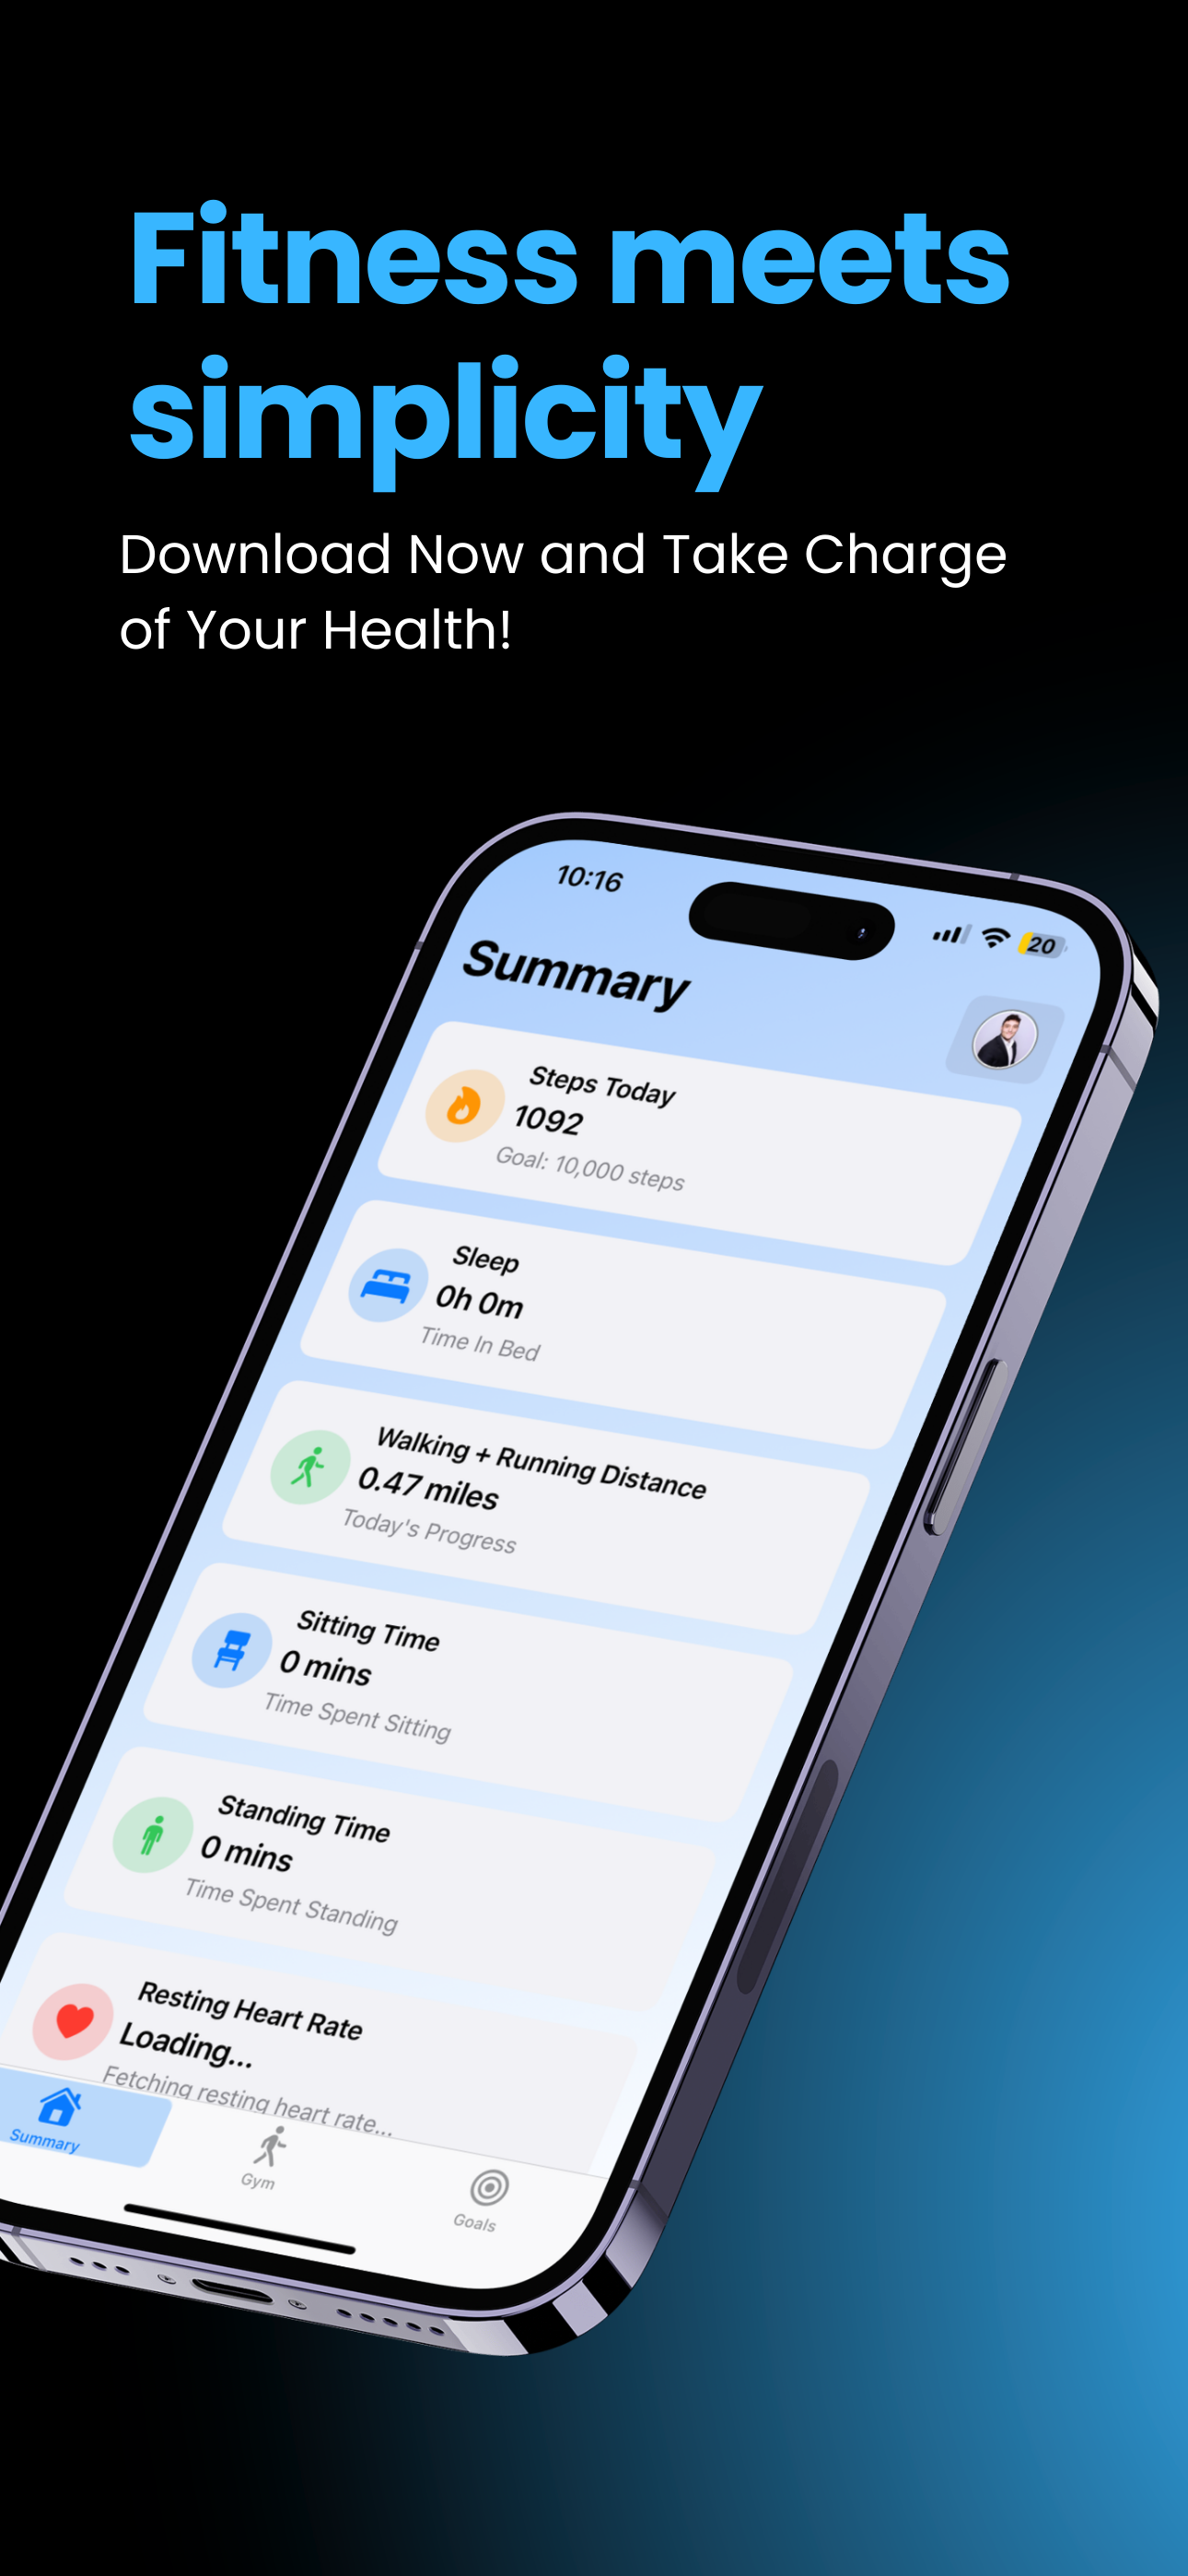 Fitness meets
simplicity
Download Now and Take Charge
of Your Health!
10:16
20
Summary
Steps Today
1092
Goal: 10,000 steps
Sleep
0h 0m
Time In Bed
Walking + Running Distance
0.47 miles
Today's Progress
Sitting Time
0 mins
Time Spent Sitting
Standing Time
0 mins
Time Spent Standing
Resting Heart Rate
Loading...
Fetching resting heart rate...
Summary
Gym
Goals